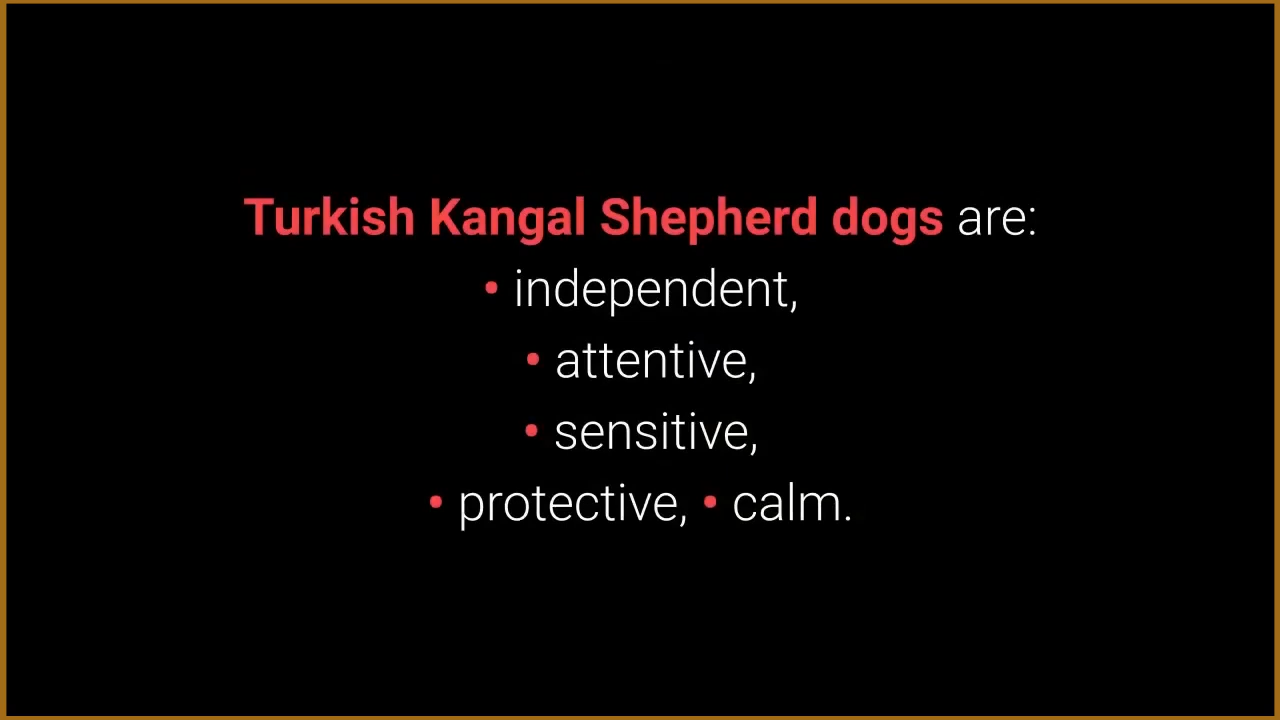 Turkish Kangal Shepherd dogs are:
• independent,
• attentive,
• sensitive,
• protective, • calm.